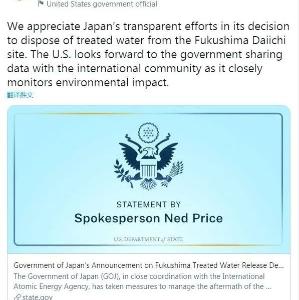 United States government official
We appreciate Japan's transparent efforts in its decision
to dispose of treated water from the Fukushima Daiichi
site. The U.S. looks forward to the government sharing
data with the international community as it closely
monitors environmental impact.
翻译推文
STATEMENT BY
Spokesperson Ned Price
U.S. DEPARTMENT of STATE
Government of Japan's Announcement on Fukushima Treated Water Release De...
The Government of Japan (GOJ), in close coordination with the International
Atomic Energy Agency, has taken measures to manage the aftermath of the ...
state.gov